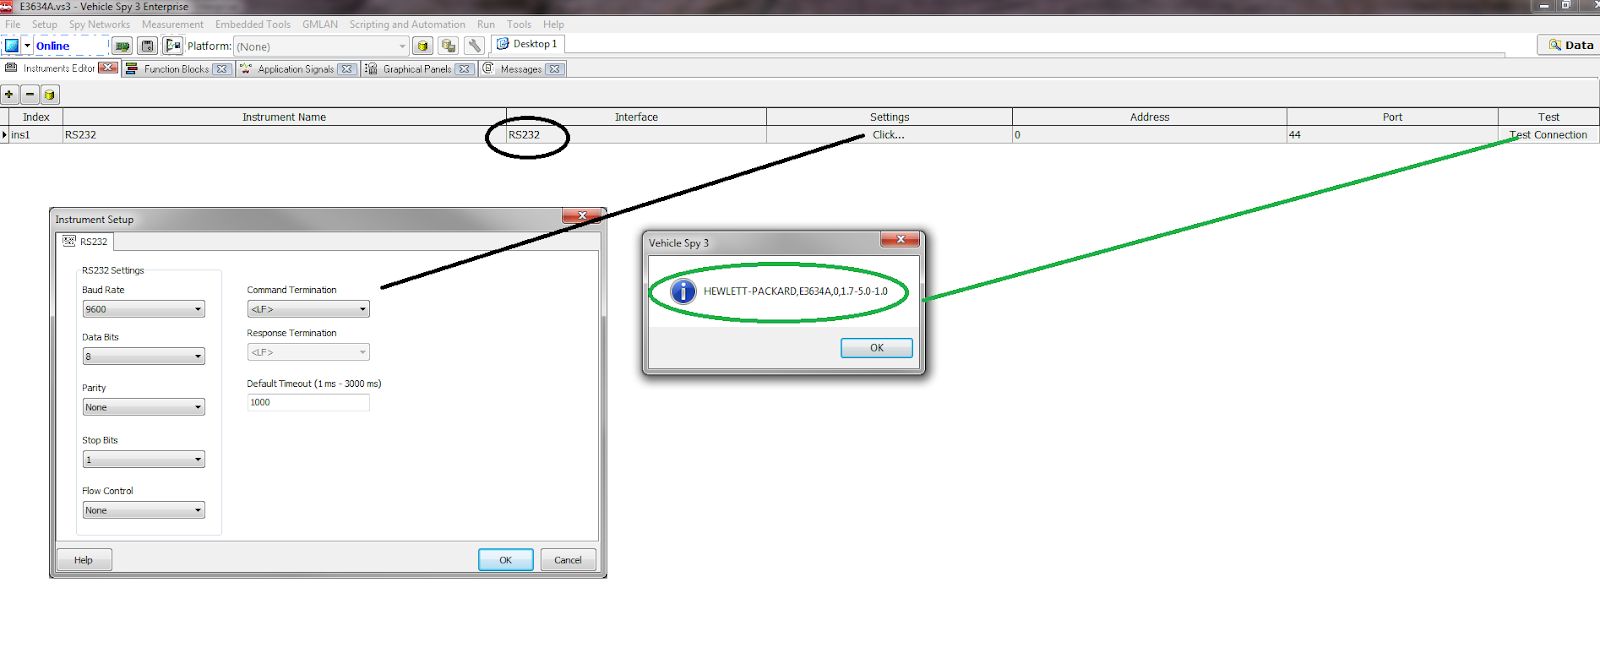 E3634A.vs3 - Vehicle Spy 3 Enterprise
File Setup Spy Networks Measurement Embedded Tools GMLAN Scripting and Automation Run Tools Help
Online Platform: (None) Desktop 1 Data
Instruments Editor Function Blocks Application Signals Graphical Panels Messages
Index Instrument Name Interface Settings Address Port Test
ins1 RS232 RS232 Click... 0 44 Test Connection
Instrument Setup
RS232
RS232 Settings
Baud Rate
9600
Data Bits
8
Parity
None
Stop Bits
1
Flow Control
None
Command Termination
<LF>
Response Termination
<LF>
Default Timeout (1 ms - 3000 ms)
1000
Help OK Cancel
Vehicle Spy 3
HEWLETT-PACKARD,E3634A,0,1.7-5.0-1.0
OK